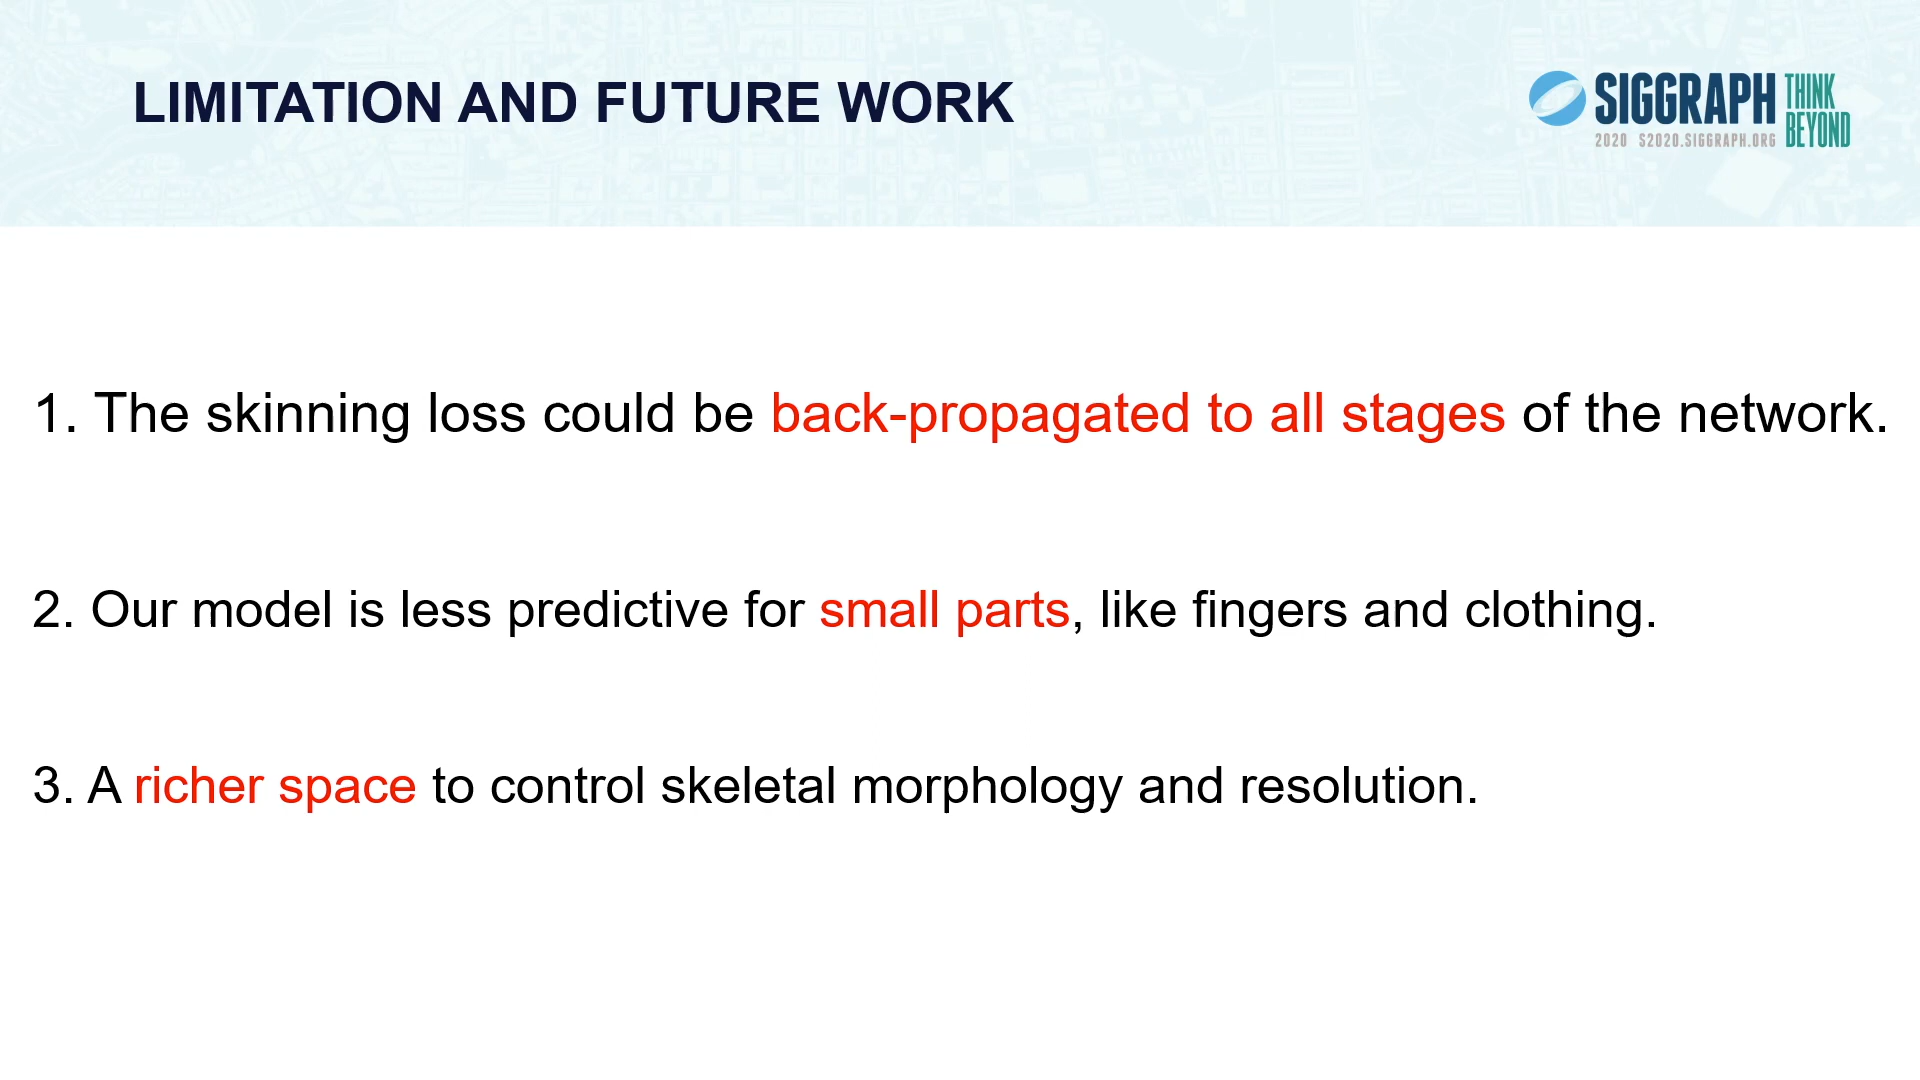 LIMITATION AND FUTURE WORK
SIGGRAPH THINK BEYOND
2020 S2020.SIGGRAPH.ORG
1. The skinning loss could be back-propagated to all stages of the network.
2. Our model is less predictive for small parts, like fingers and clothing.
3. A richer space to control skeletal morphology and resolution.